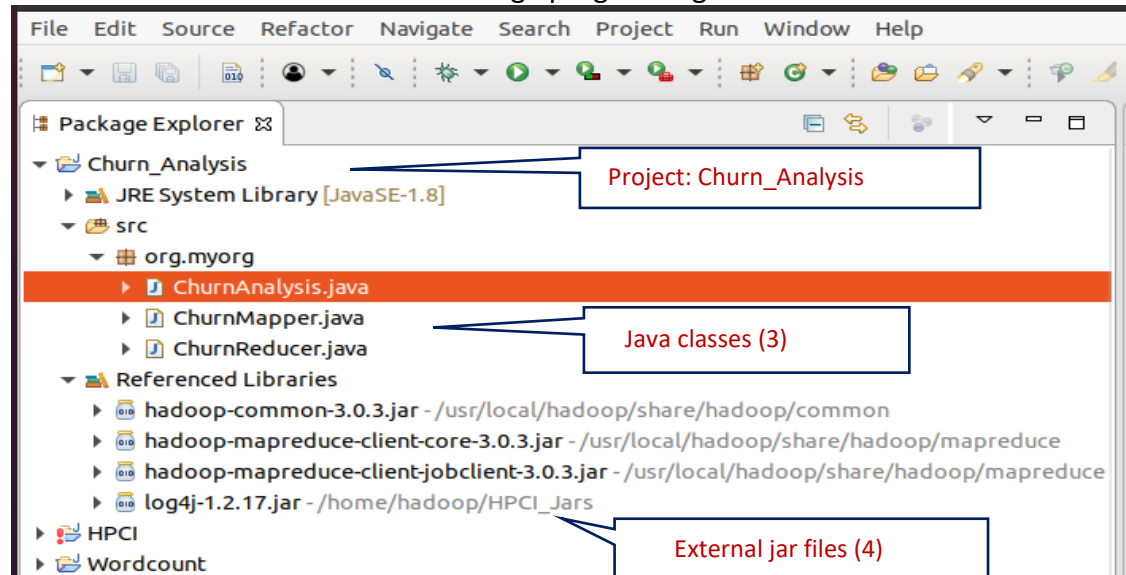 File Edit Source Refactor Navigate Search Project Run Window Help
Package Explorer
Churn_Analysis
Project: Churn_Analysis
JRE System Library [JavaSE-1.8]
src
org.myorg
ChurnAnalysis.java
ChurnMapper.java
Java classes (3)
ChurnReducer.java
Referenced Libraries
hadoop-common-3.0.3.jar - /usr/local/hadoop/share/hadoop/common
hadoop-mapreduce-client-core-3.0.3.jar - /usr/local/hadoop/share/hadoop/mapreduce
hadoop-mapreduce-client-jobclient-3.0.3.jar - /usr/local/hadoop/share/hadoop/mapreduce
log4j-1.2.17.jar - /home/hadoop/HPCI_Jars
HPCI
External jar files (4)
Wordcount